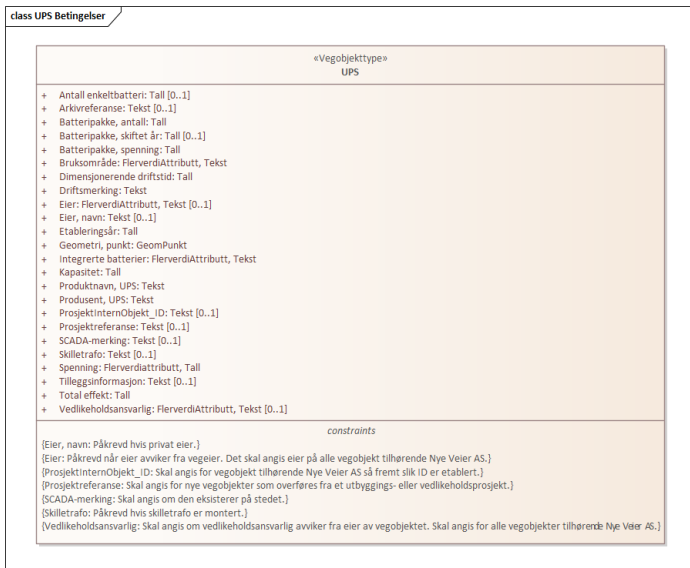 class UPS Betingelser
«Vegobjekttype»
UPS
+ Antall enkeltbatteri: Tall [0..1]
+ Arkivreferanse: Tekst [0..1]
+ Batteripakke, antall: Tall
+ Batteripakke, skiftet år: Tall [0..1]
+ Batteripakke, spenning: Tall
+ Bruksområde: FlerverdiAttributt, Tekst
+ Dimensjonerende driftstid: Tall
+ Driftsmerking: Tekst
+ Eier: FlerverdiAttributt, Tekst [0..1]
+ Eier, navn: Tekst [0..1]
+ Etableringsår: Tall
+ Geometri, punkt: GeomPunkt
+ Integrerte batterier: FlerverdiAttributt, Tekst
+ Kapasitet: Tall
+ Produktnavn, UPS: Tekst
+ Produsent, UPS: Tekst
+ ProsjektInternObjekt_ID: Tekst [0..1]
+ Prosjektreferanse: Tekst [0..1]
+ SCADA-merking: Tekst [0..1]
+ Skilletrafo: Tekst [0..1]
+ Spenning: Flerverdiattributt, Tall
+ Tilleggsinformasjon: Tekst [0..1]
+ Total effekt: Tall
+ Vedlikeholdsansvarlig: FlerverdiAttributt, Tekst [0..1]
constraints
{Eier, navn: Påkrevd hvis privat eier.}
{Eier: Påkrevd når eier avviker fra vegeier. Det skal angis eier på alle vegobjekt tilhørende Nye Veier AS.}
{ProsjektInternObjekt_ID: Skal angis for vegobjekt tilhørende Nye Veier AS så fremt slik ID er etablert.}
{Prosjektreferanse: Skal angis for nye vegobjekter som overføres fra et utbyggings- eller vedlikeholdsprosjekt.}
{SCADA-merking: Skal angis om den eksisterer på stedet.}
{Skilletrafo: Påkrevd hvis skilletrafo er montert.}
{Vedlikeholdsansvarlig: Skal angis om vedlikeholdsansvarlig avviker fra eier av vegobjektet. Skal angis for alle vegobjekter tilhørende Nye Veier AS.}